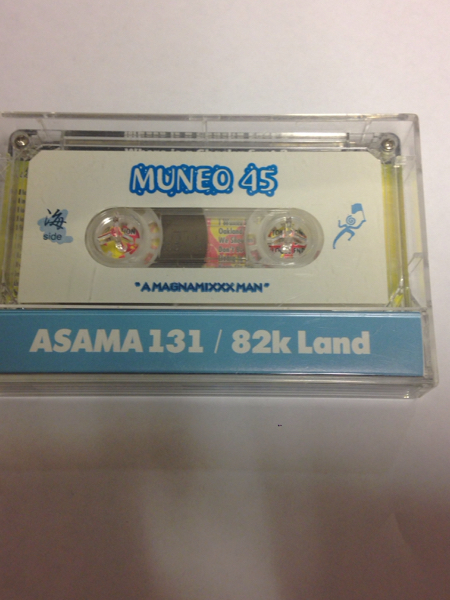 MUNEO 45
海
side
"A MAGNAMIXXX MAN"
ASAMA 131 / 82k Land